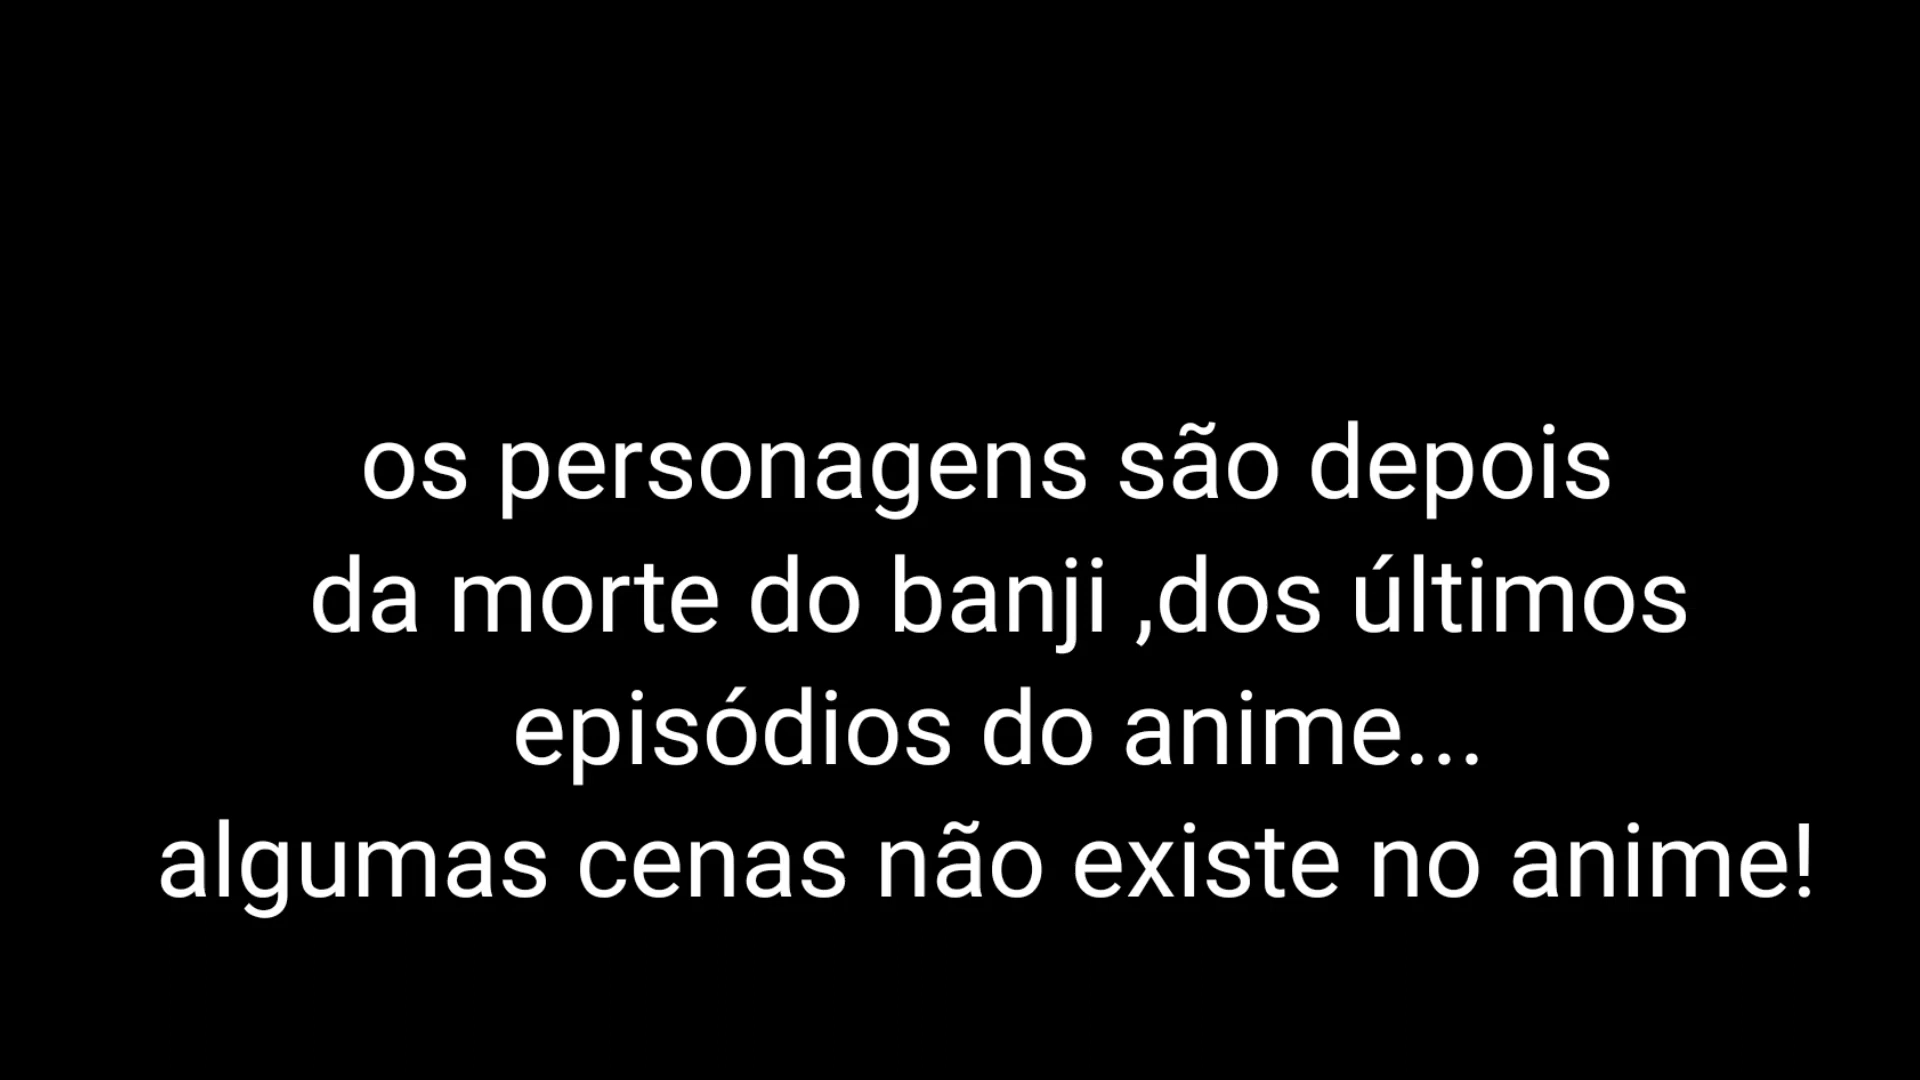 os personagens são depois
da morte do banji ,dos últimos
episódios do anime...
algumas cenas não existe no anime!